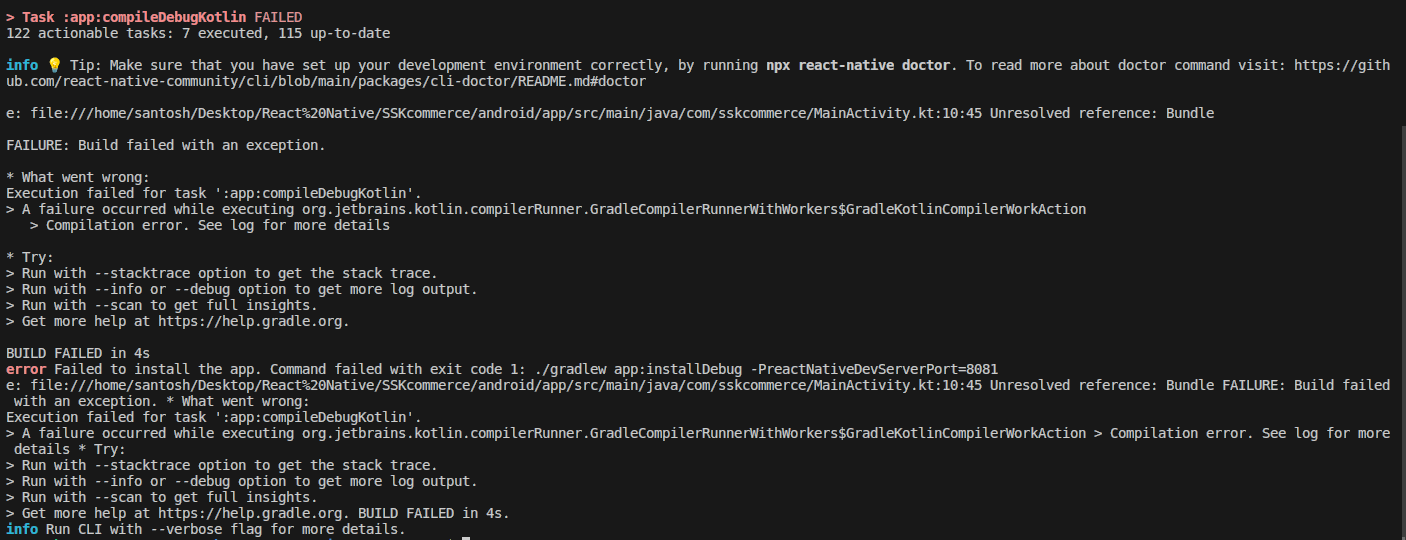 > Task :app:compileDebugKotlin FAILED
122 actionable tasks: 7 executed, 115 up-to-date
info 💡 Tip: Make sure that you have set up your development environment correctly, by running npx react-native doctor. To read more about doctor command visit: https://gith
ub.com/react-native-community/cli/blob/main/packages/cli-doctor/README.md#doctor
e: file:///home/santosh/Desktop/React%20Native/SSKcommerce/android/app/src/main/java/com/sskcommerce/MainActivity.kt:10:45 Unresolved reference: Bundle
FAILURE: Build failed with an exception.
* What went wrong:
Execution failed for task ':app:compileDebugKotlin'.
> A failure occurred while executing org.jetbrains.kotlin.compilerRunner.GradleCompilerRunnerWithWorkers$GradleKotlinCompilerWorkAction
   > Compilation error. See log for more details
* Try:
> Run with --stacktrace option to get the stack trace.
> Run with --info or --debug option to get more log output.
> Run with --scan to get full insights.
> Get more help at https://help.gradle.org.
BUILD FAILED in 4s
error Failed to install the app. Command failed with exit code 1: ./gradlew app:installDebug -PreactNativeDevServerPort=8081
e: file:///home/santosh/Desktop/React%20Native/SSKcommerce/android/app/src/main/java/com/sskcommerce/MainActivity.kt:10:45 Unresolved reference: Bundle FAILURE: Build failed
 with an exception. * What went wrong:
Execution failed for task ':app:compileDebugKotlin'.
> A failure occurred while executing org.jetbrains.kotlin.compilerRunner.GradleCompilerRunnerWithWorkers$GradleKotlinCompilerWorkAction > Compilation error. See log for more
 details * Try:
> Run with --stacktrace option to get the stack trace.
> Run with --info or --debug option to get more log output.
> Run with --scan to get full insights.
> Get more help at https://help.gradle.org. BUILD FAILED in 4s.
info Run CLI with --verbose flag for more details.